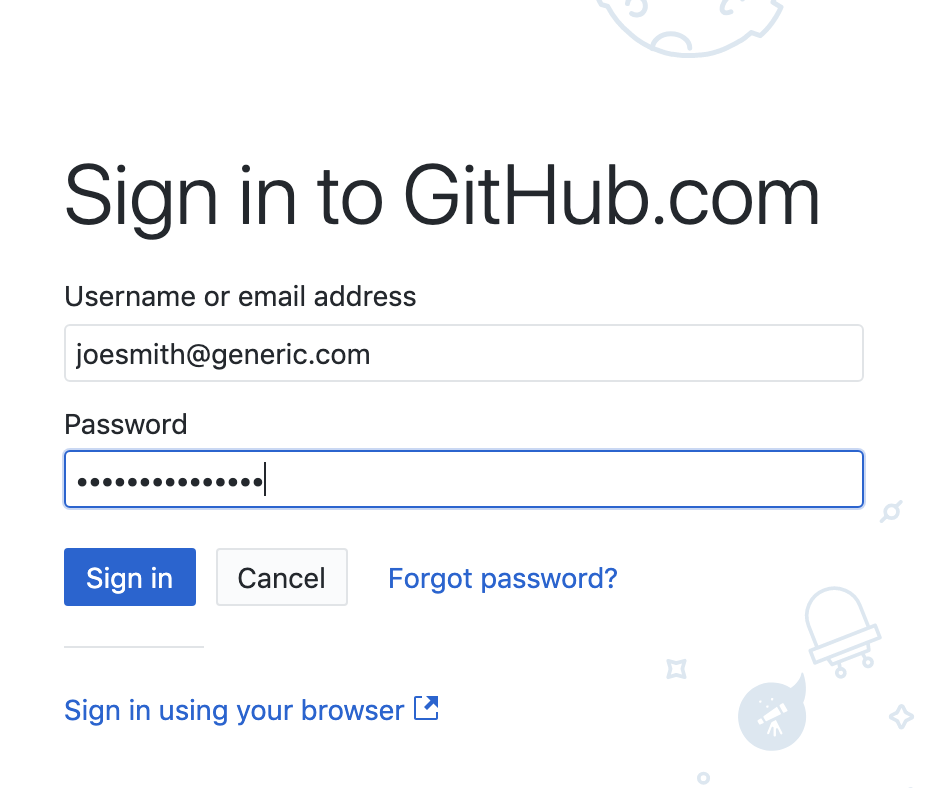 Sign in to GitHub.com
Username or email address
joesmith@generic.com
Password
•••••••••••••••
Sign in Cancel Forgot password?
Sign in using your browser